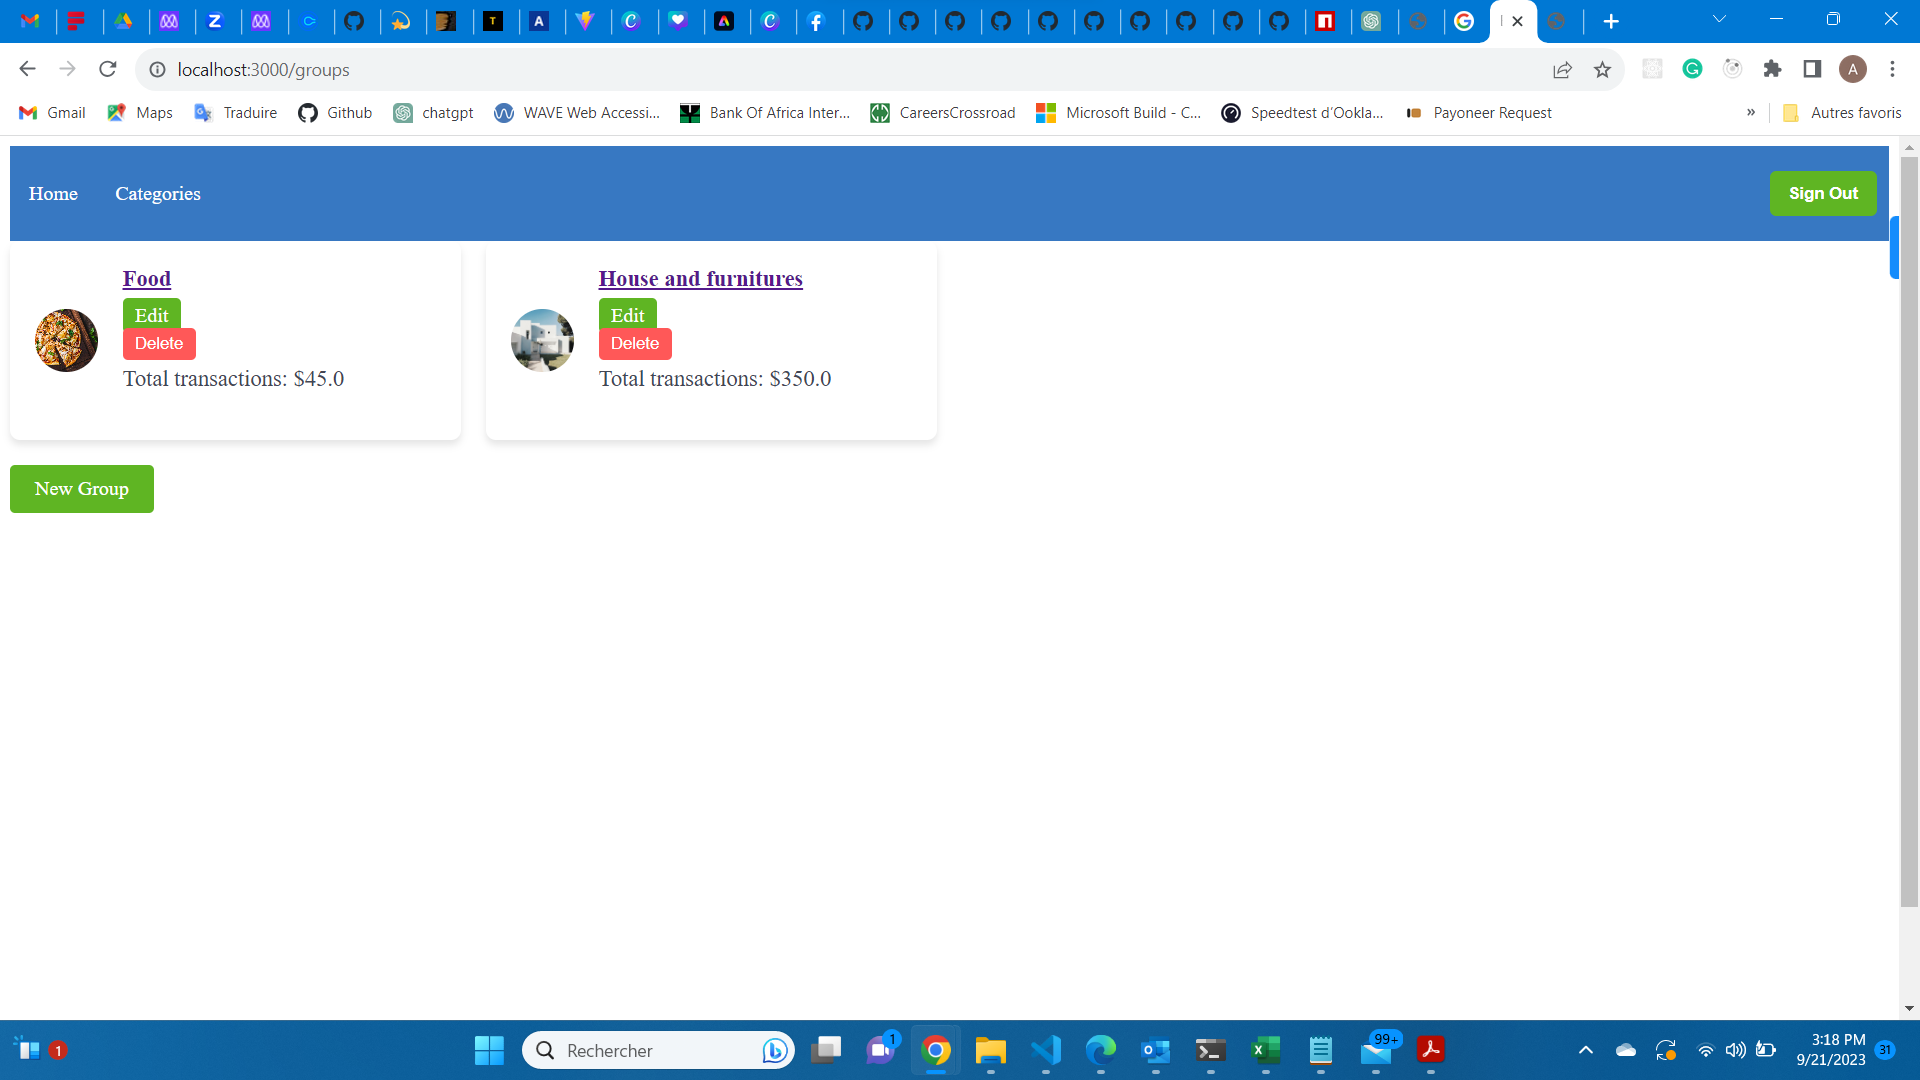 localhost:3000/groups
A
Gmail
Maps
Traduire
Github
chatgpt
WAVE Web Accessi...
Bank Of Africa Inter...
CareersCrossroad
Microsoft Build - C...
Speedtest d'Ookla...
Payoneer Request
»
Autres favoris
Home
Categories
Sign Out
Food
Edit
Delete
Total transactions: $45.0
House and furnitures
Edit
Delete
Total transactions: $350.0
New Group
1
Rechercher
1
99+
3:18 PM
9/21/2023
31